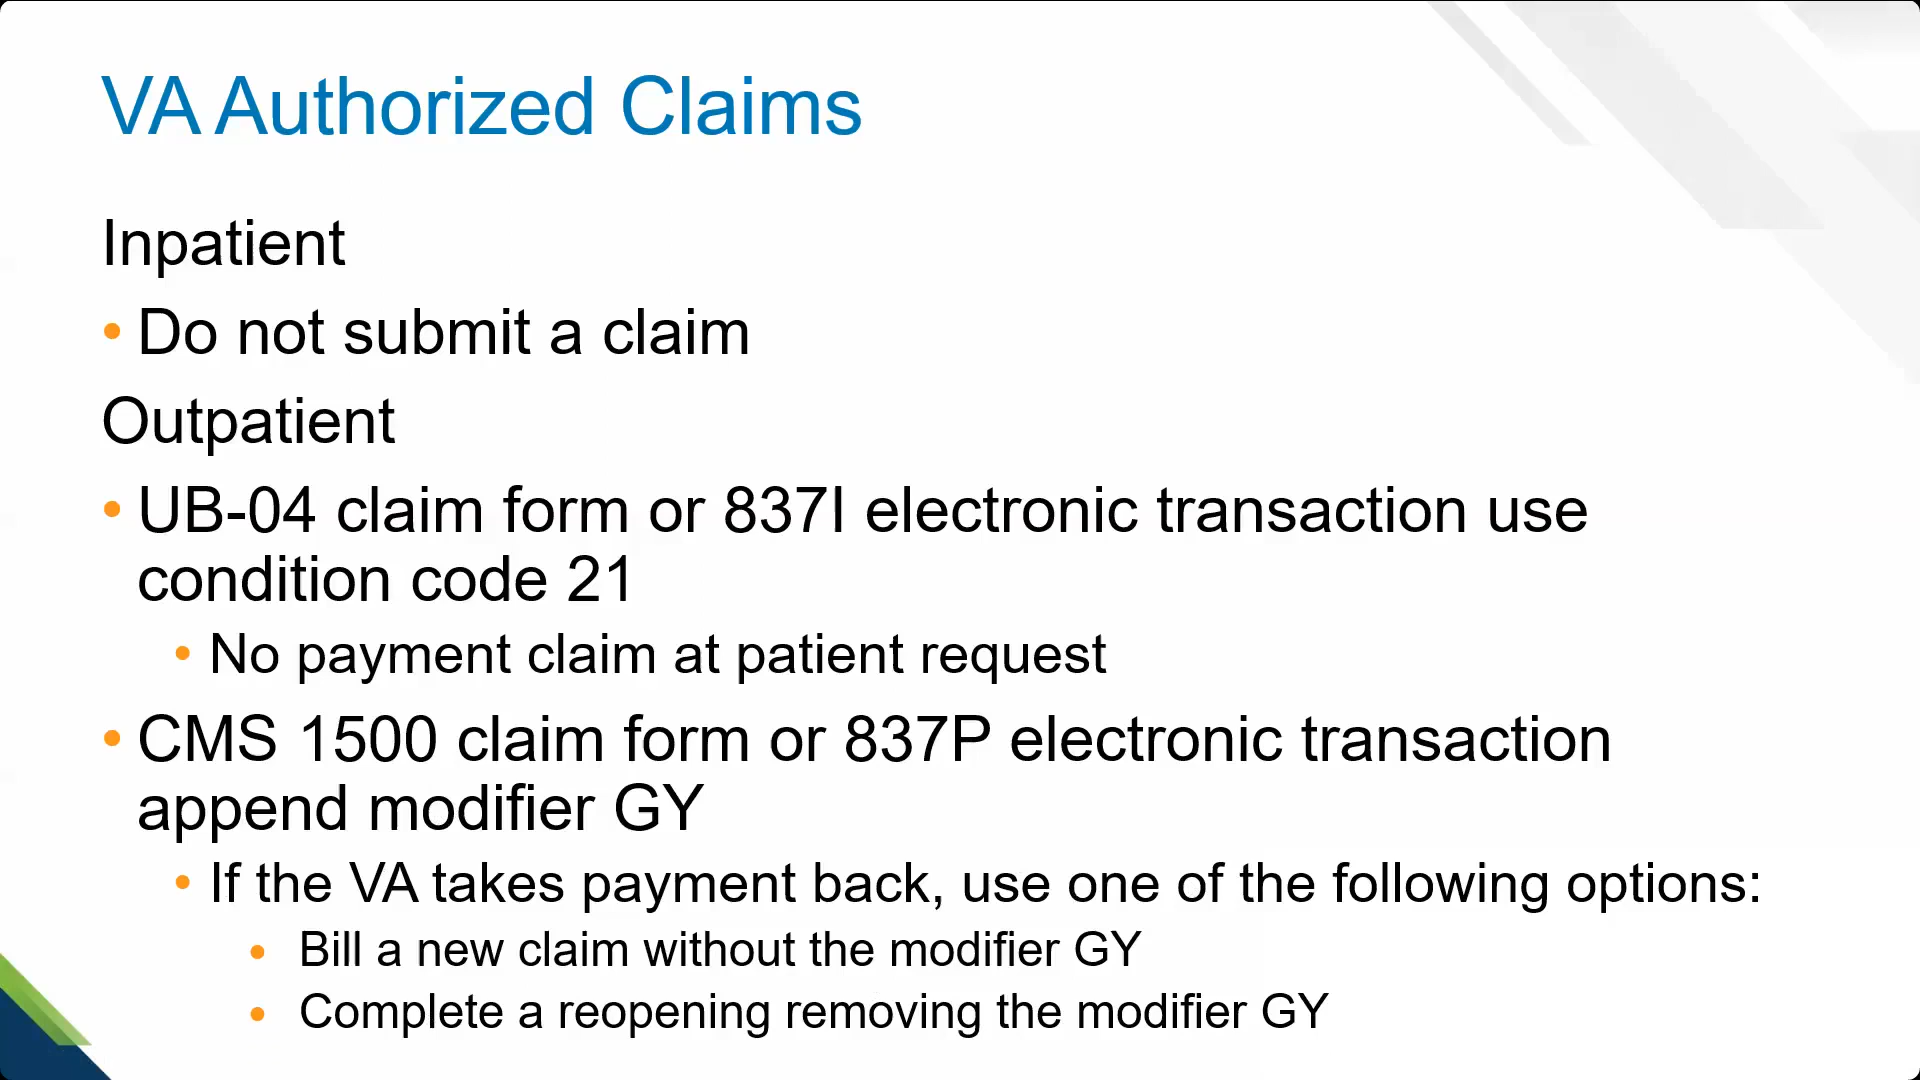 VA Authorized Claims
Inpatient
• Do not submit a claim
Outpatient
• UB-04 claim form or 837I electronic transaction use
condition code 21
• No payment claim at patient request
• CMS 1500 claim form or 837P electronic transaction
append modifier GY
• If the VA takes payment back, use one of the following options:
• Bill a new claim without the modifier GY
• Complete a reopening removing the modifier GY